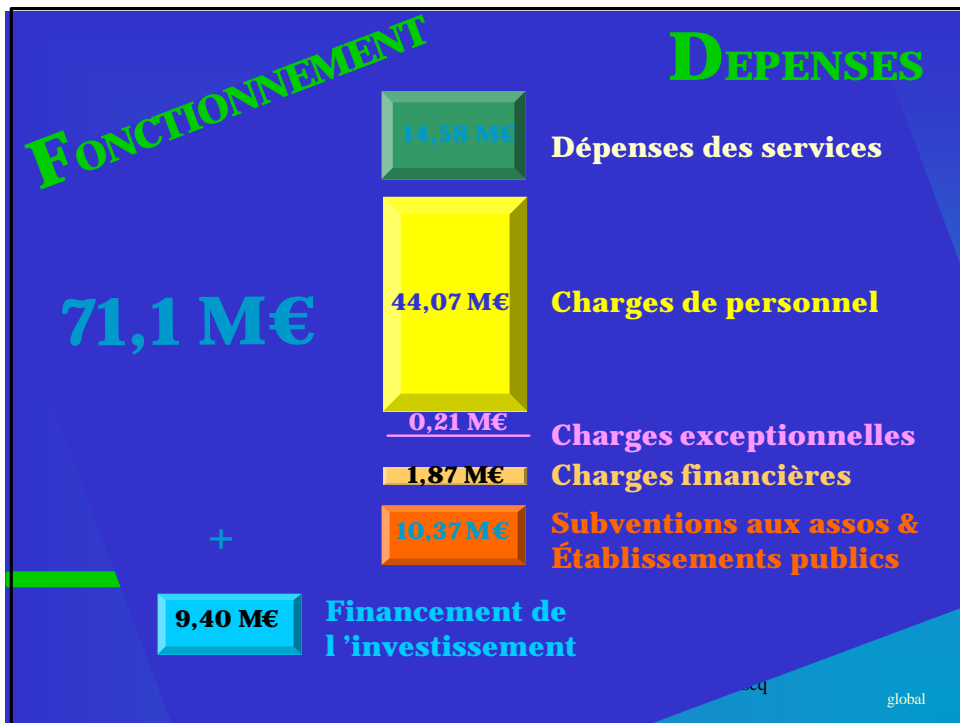 FONCTIONNEMENT
DEPENSES
14,58 M€
Dépenses des services
71,1 M€
44,07 M€
Charges de personnel
0,21 M€
Charges exceptionnelles
1,87 M€
Charges financières
10,37 M€
Subventions aux assos &
Établissements publics
+
9,40 M€
Financement de
l ’investissement
global